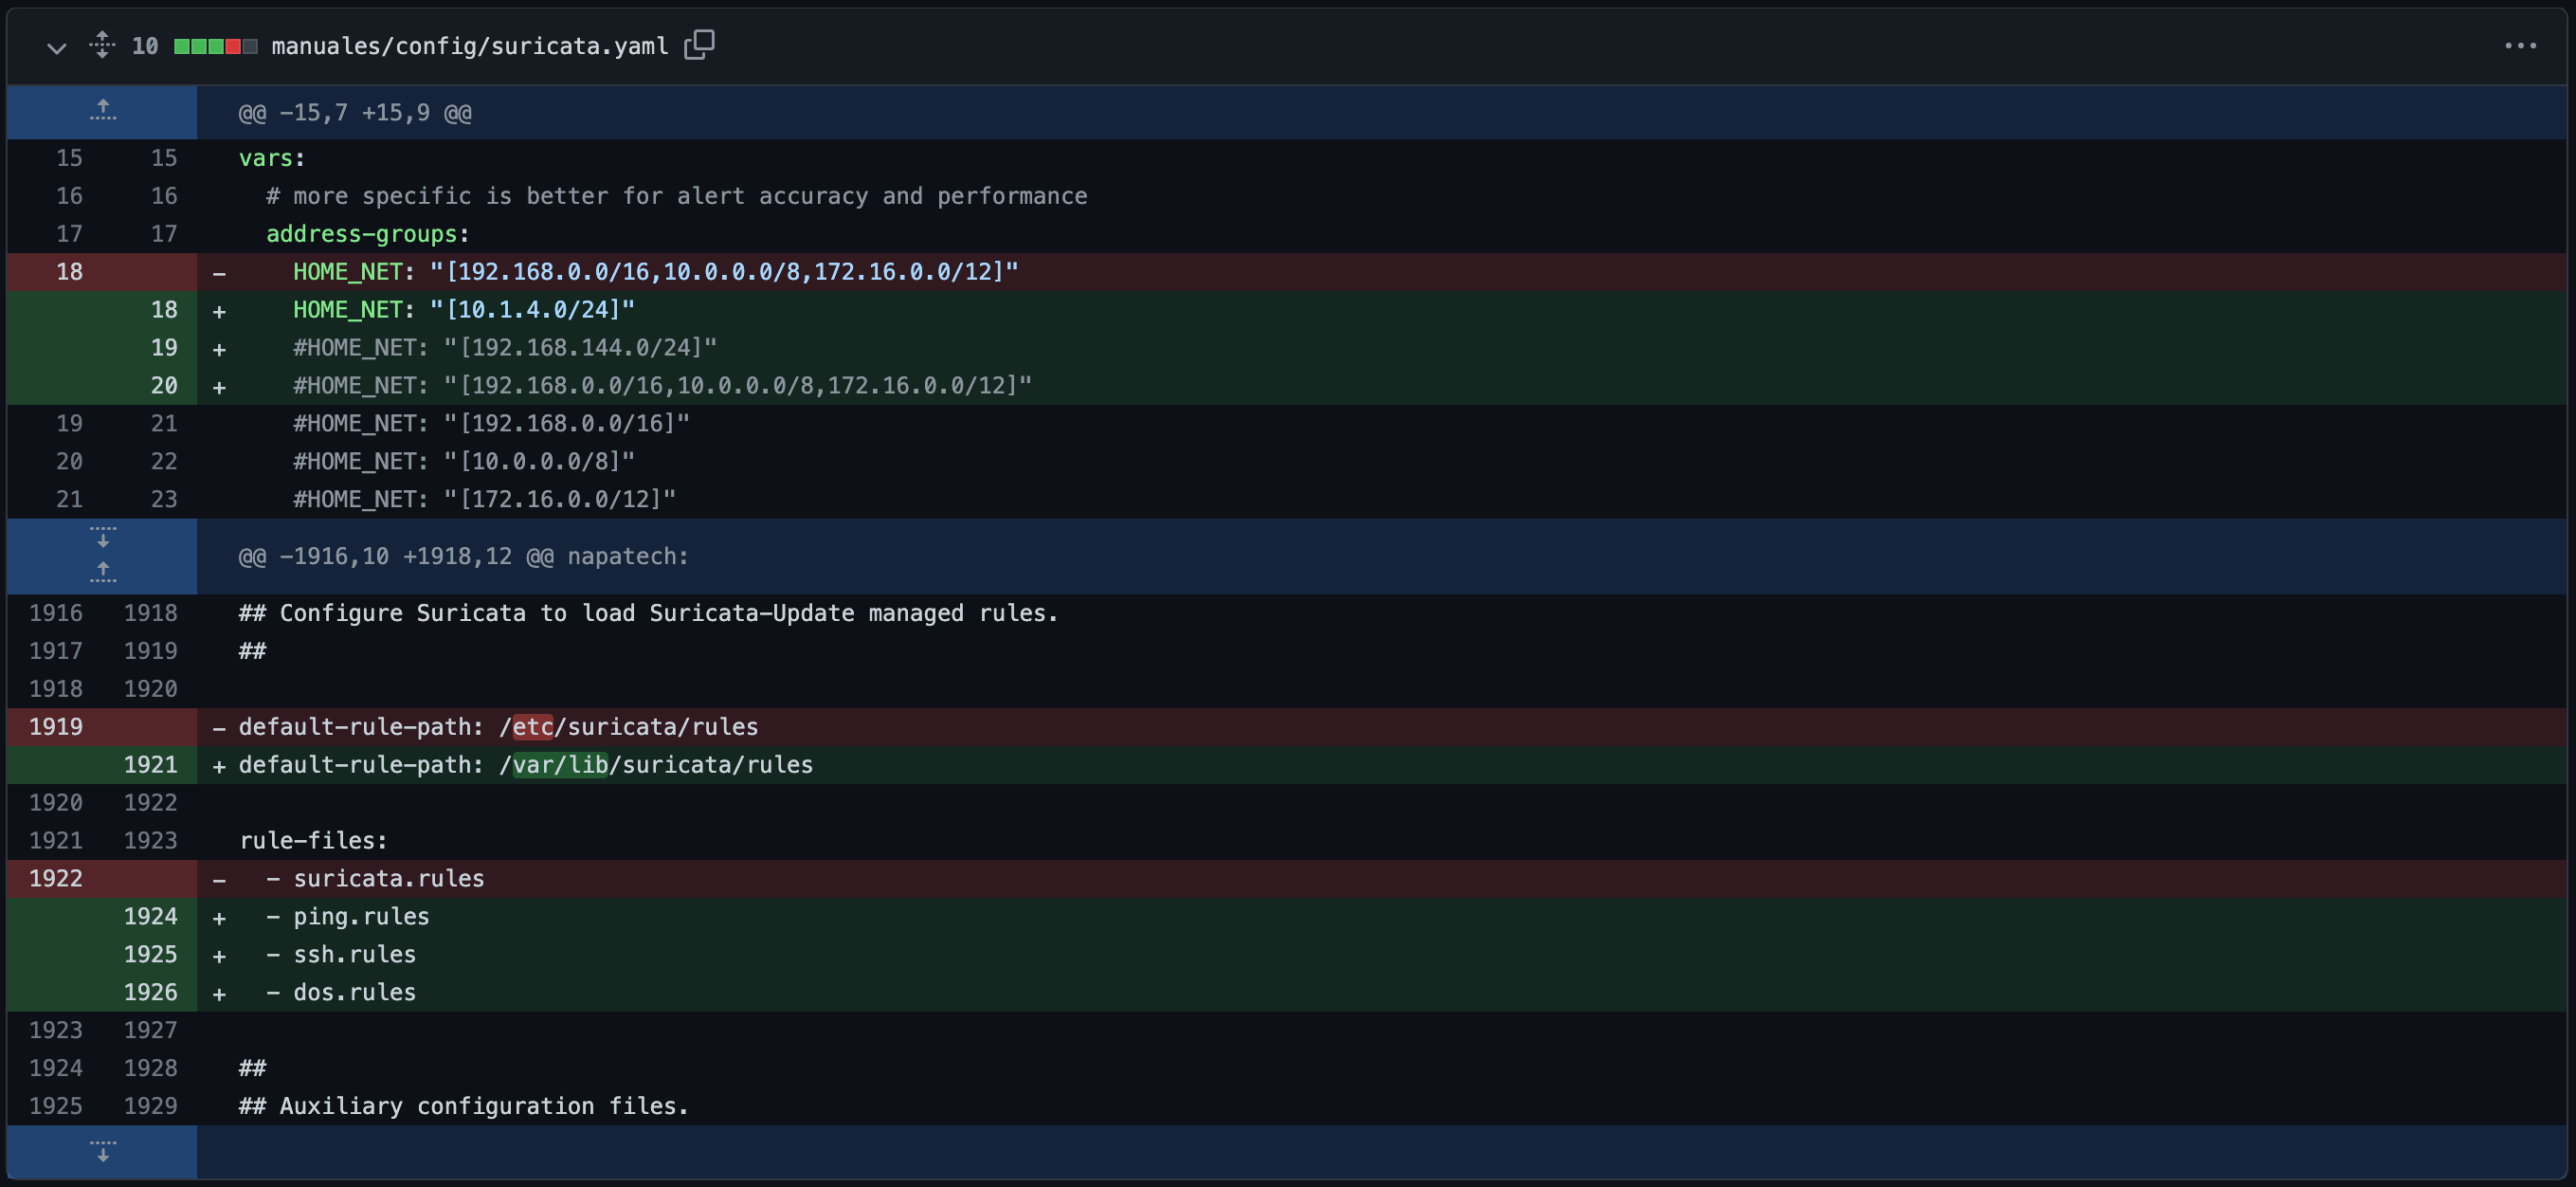 10 manuales/config/suricata.yaml
@@ -15,7 +15,9 @@
15 15 vars:
16 16 # more specific is better for alert accuracy and performance
17 17 address-groups:
18 - HOME_NET: "[192.168.0.0/16,10.0.0.0/8,172.16.0.0/12]"
18 + HOME_NET: "[10.1.4.0/24]"
19 + #HOME_NET: "[192.168.144.0/24]"
20 + #HOME_NET: "[192.168.0.0/16,10.0.0.0/8,172.16.0.0/12]"
19 21 #HOME_NET: "[192.168.0.0/16]"
20 22 #HOME_NET: "[10.0.0.0/8]"
21 23 #HOME_NET: "[172.16.0.0/12]"
@@ -1916,10 +1918,12 @@ napatech:
1916 1918 ## Configure Suricata to load Suricata-Update managed rules.
1917 1919 ##
1918 1920
1919 - default-rule-path: /etc/suricata/rules
1921 + default-rule-path: /var/lib/suricata/rules
1920 1922
1921 1923 rule-files:
1922 - - suricata.rules
1924 + - ping.rules
1925 + - ssh.rules
1926 + - dos.rules
1923 1927
1924 1928 ##
1925 1929 ## Auxiliary configuration files.